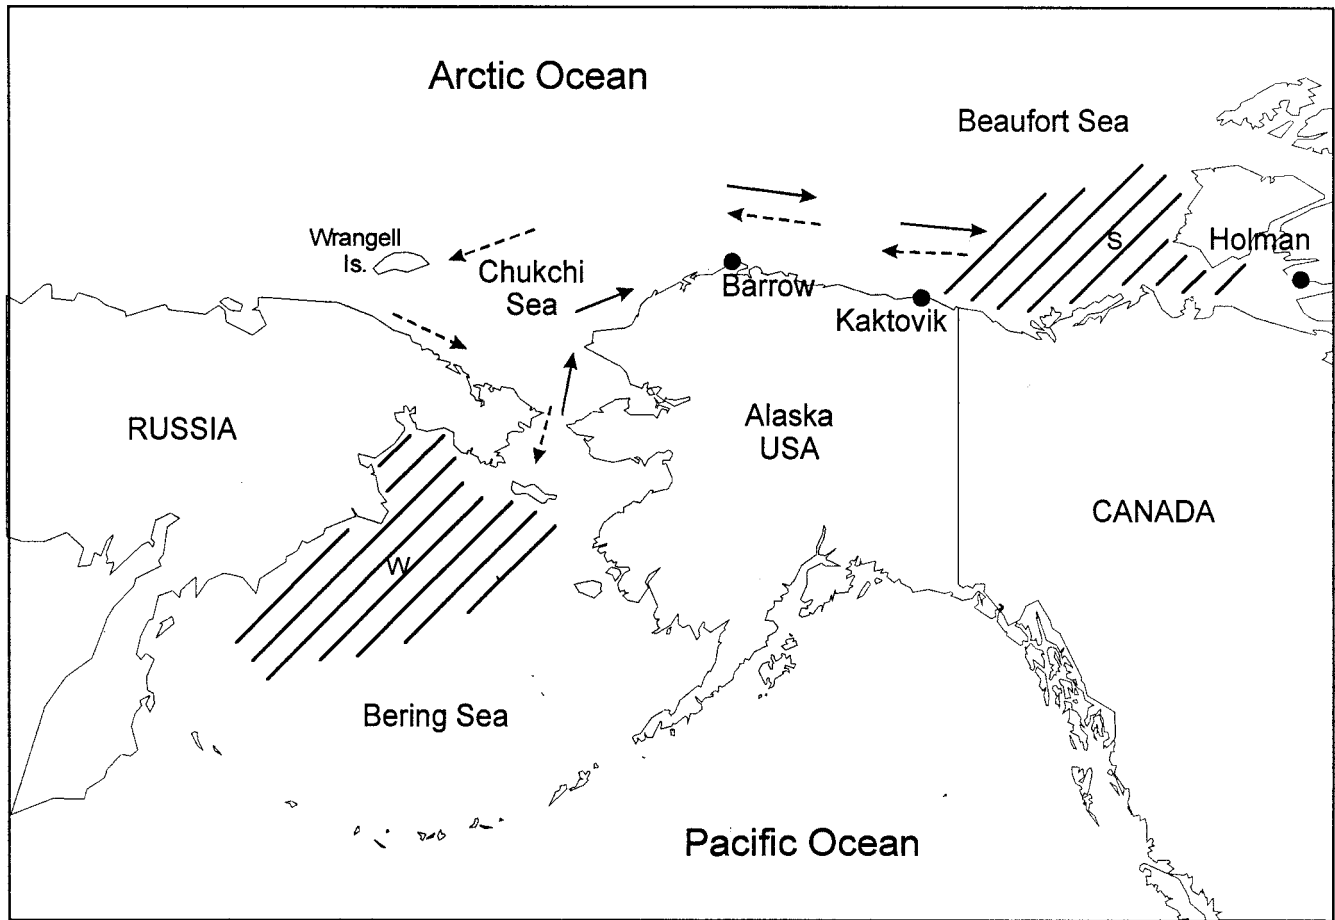 Arctic Ocean
Beaufort Sea
Wrangell
Is.
Chukchi
Sea
S
Holman
Barrow
Kaktovik
RUSSIA
Alaska
USA
CANADA
W
Bering Sea
Pacific Ocean